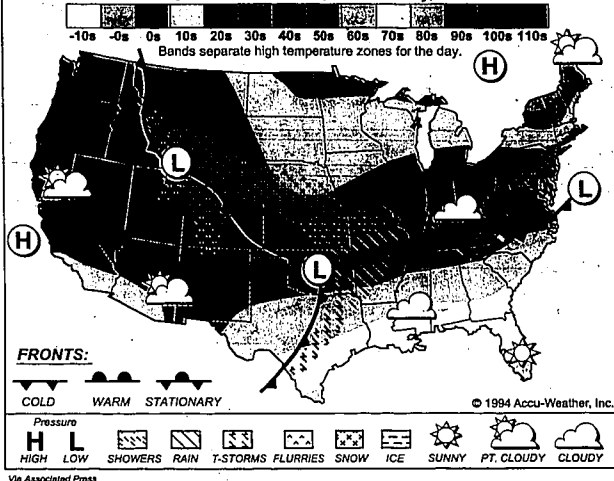 -10s -0s 0s 10s 20s 30s 40s 50s 60s 70s 80s 90s 100s 110s
Bands separate high temperature zones for the day.
H
L
L
H
L
FRONTS:
COLD WARM STATIONARY
© 1994 Accu-Weather, Inc.
Pressure
H L
HIGH LOW SHOWERS RAIN T-STORMS FLURRIES SNOW ICE SUNNY PT. CLOUDY CLOUDY
Via Associated Press